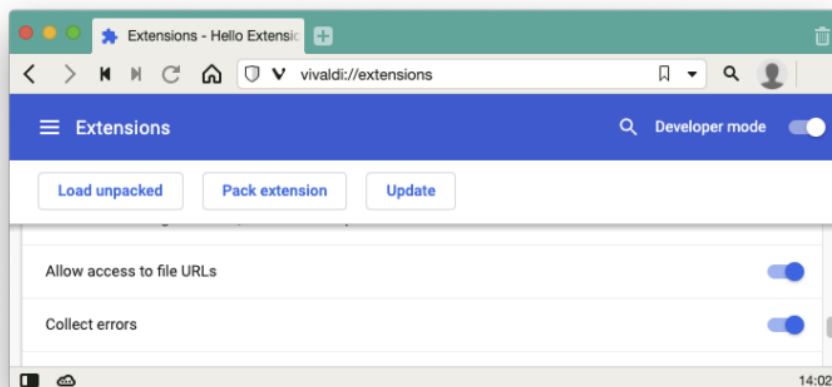 Extensions - Hello Extensic
vivaldi://extensions
Extensions
Developer mode
Load unpacked
Pack extension
Update
Allow access to file URLs
Collect errors
14:02